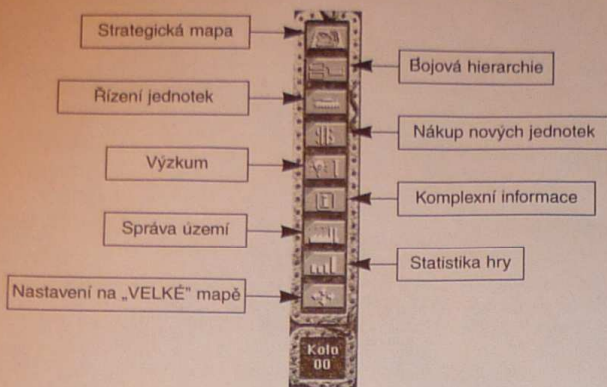 Strategická mapa
Bojová hierarchie
Řízení jednotek
Nákup nových jednotek
Výzkum
Komplexní informace
Správa území
Statistika hry
Nastavení na „VELKÉ” mapě
Kolo
00